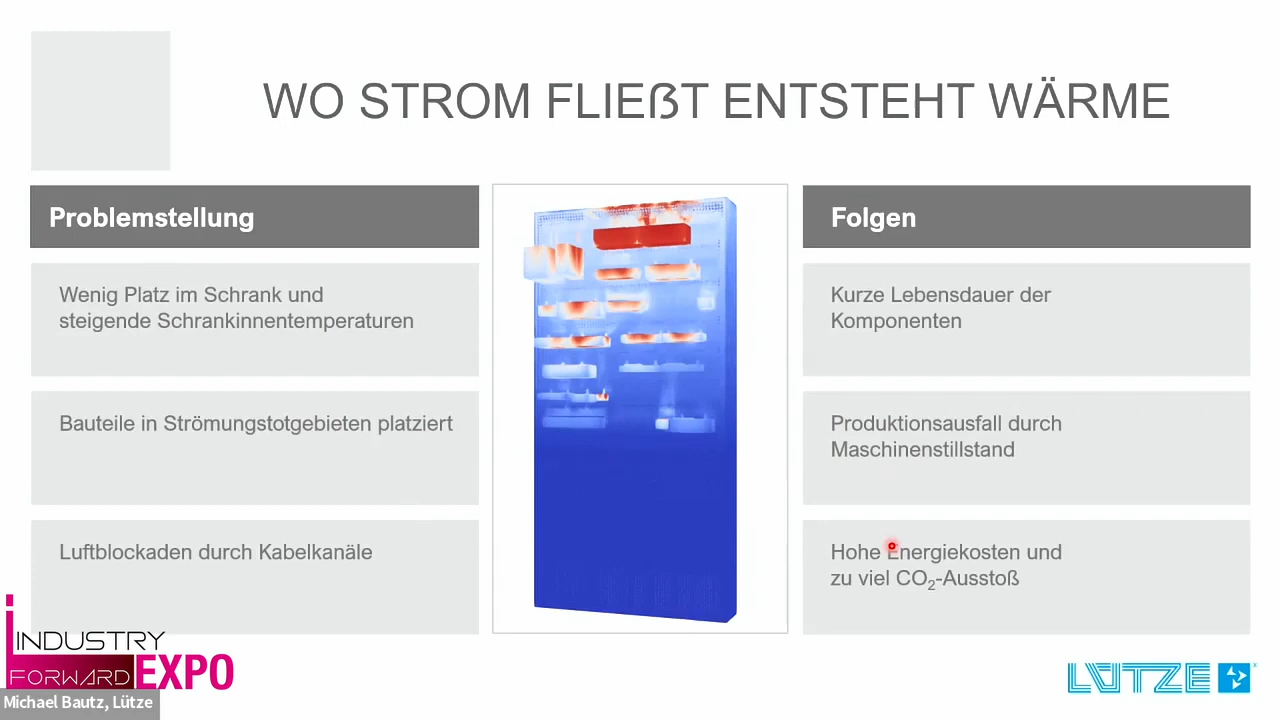 WO STROM FLIEßT ENTSTEHT WÄRME
Problemstellung
Wenig Platz im Schrank und
steigende Schrankinnentemperaturen
Bauteile in Strömungstotgebieten platziert
Luftblockaden durch Kabelkanäle
Folgen
Kurze Lebensdauer der
Komponenten
Produktionsausfall durch
Maschinenstillstand
Hohe Energiekosten und
zu viel CO₂-Ausstoß
INDUSTRY
FORWARD EXPO
Michael Bautz, Lütze
LÜTZE